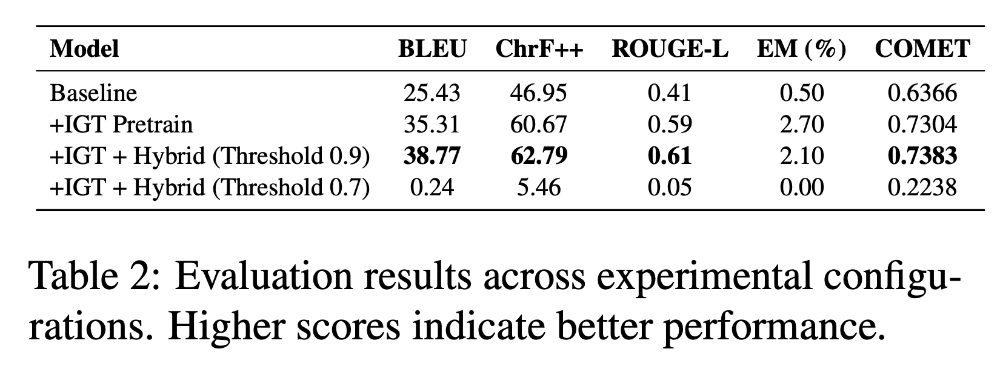 Model BLEU ChrF++ ROUGE-L EM (%) COMET
Baseline 25.43 46.95 0.41 0.50 0.6366
+IGT Pretrain 35.31 60.67 0.59 2.70 0.7304
+IGT + Hybrid (Threshold 0.9) 38.77 62.79 0.61 2.10 0.7383
+IGT + Hybrid (Threshold 0.7) 0.24 5.46 0.05 0.00 0.2238
Table 2: Evaluation results across experimental configu-
rations. Higher scores indicate better performance.